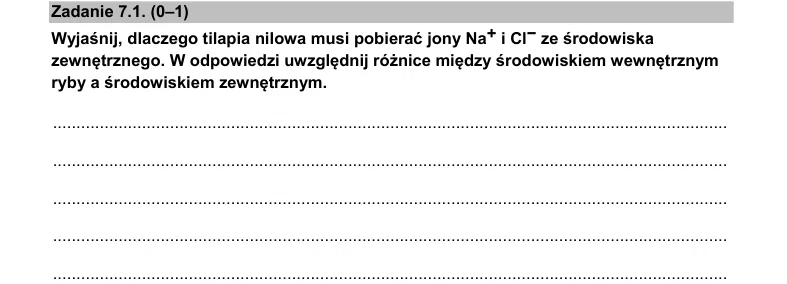 Zadanie 7.1. (0–1)
Wyjaśnij, dlaczego tilapia nilowa musi pobierać jony Na⁺ i Cl⁻ ze środowiska
zewnętrznego. W odpowiedzi uwzględnij różnice między środowiskiem wewnętrznym
ryby a środowiskiem zewnętrznym.